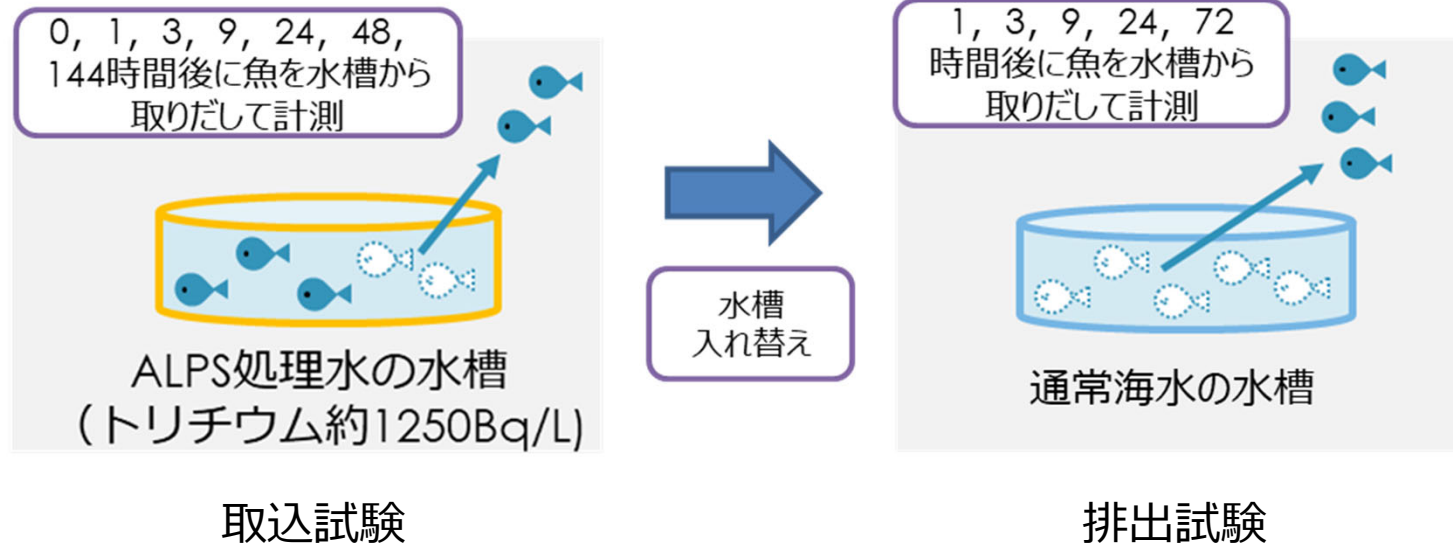 0, 1, 3, 9, 24, 48,
144時間後に魚を水槽から
取りだして計測
ALPS処理水の水槽
（トリチウム約1250Bq/L)
取込試験
水槽
入れ替え
1, 3, 9, 24, 72
時間後に魚を水槽から
取りだして計測
通常海水の水槽
排出試験